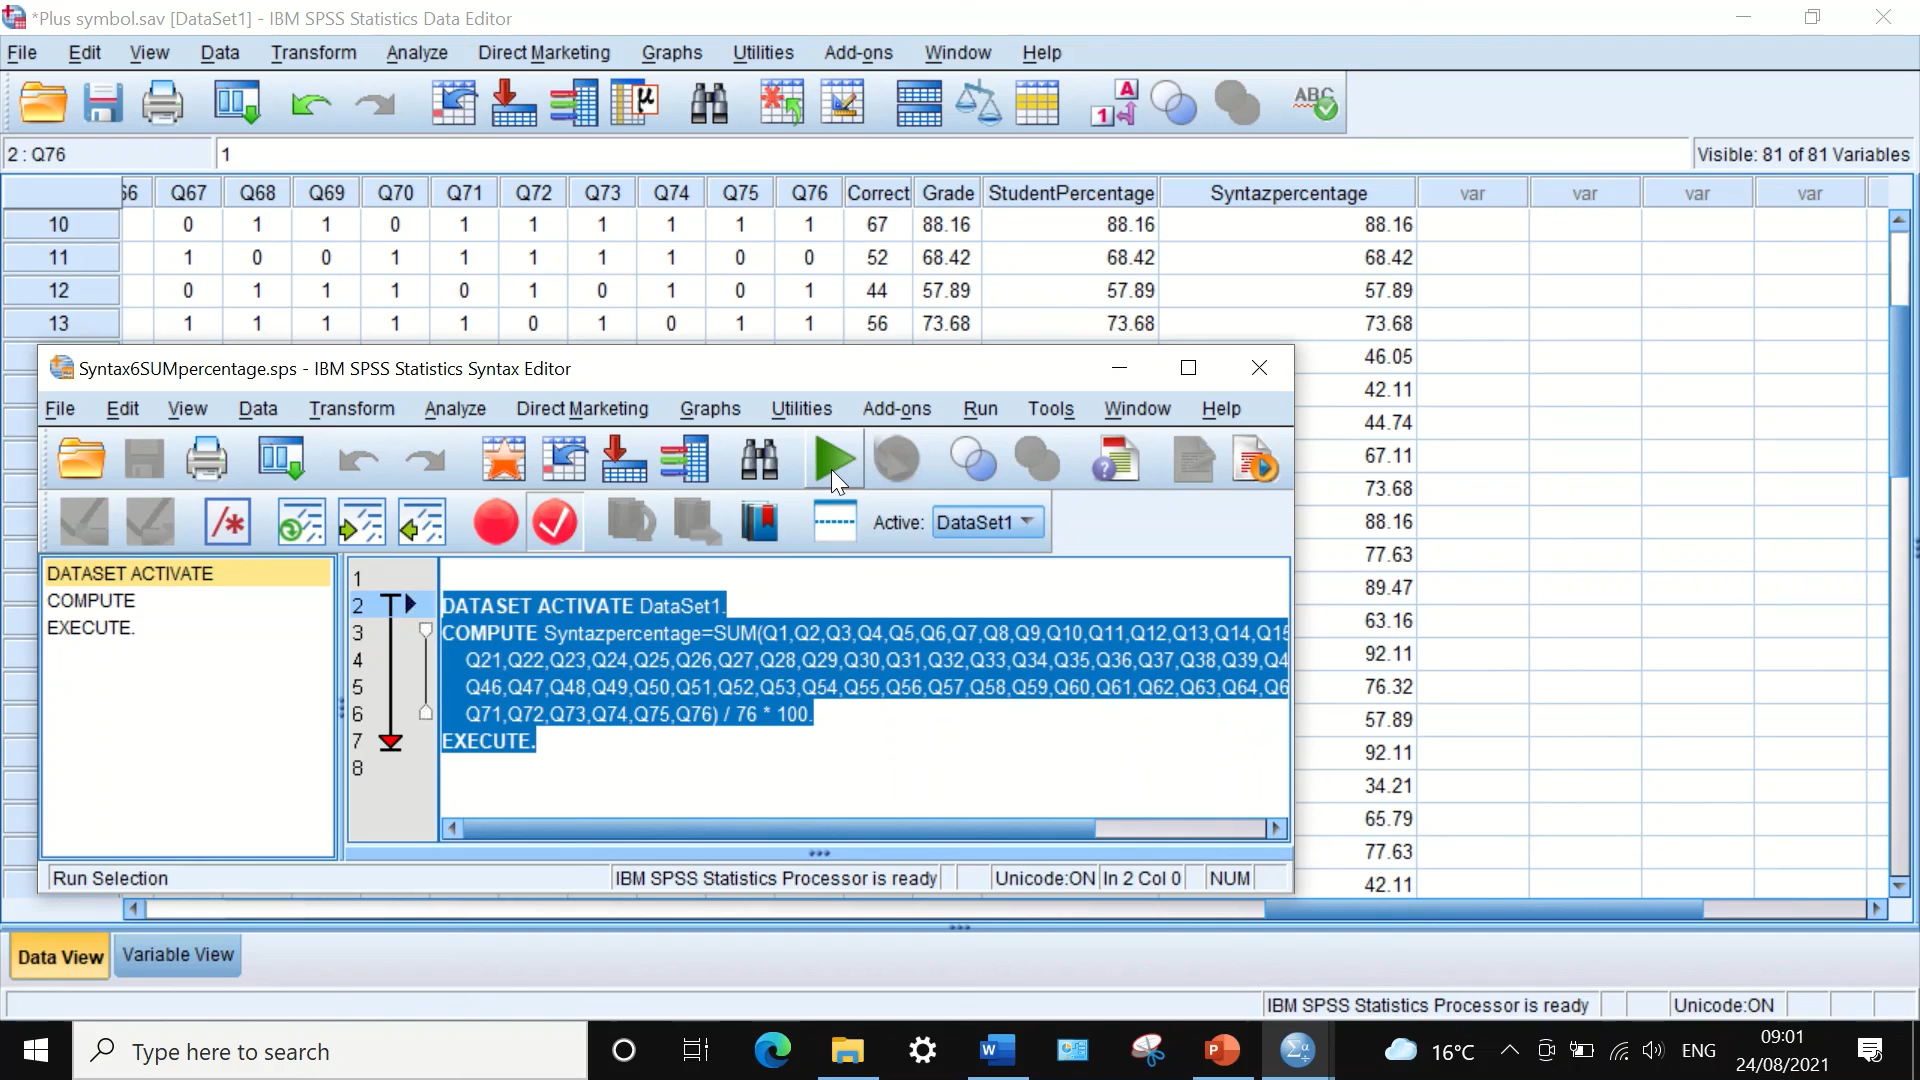 *Plus symbol.sav [DataSet1] - IBM SPSS Statistics Data Editor
File Edit View Data Transform Analyze Direct Marketing Graphs Utilities Add-ons Window Help
2 : Q76 1 Visible: 81 of 81 Variables
Q67 Q68 Q69 Q70 Q71 Q72 Q73 Q74 Q75 Q76 Correct Grade StudentPercentage Syntazpercentage var var var var
10 0 1 1 0 1 1 1 1 1 1 67 88.16 88.16 88.16
11 1 0 0 1 1 1 1 1 0 0 52 68.42 68.42 68.42
12 0 1 1 1 0 1 0 1 0 1 44 57.89 57.89 57.89
13 1 1 1 1 1 0 1 0 1 1 56 73.68 73.68 73.68
46.05
42.11
44.74
67.11
73.68
88.16
77.63
89.47
63.16
92.11
76.32
57.89
92.11
34.21
65.79
77.63
42.11
Syntax6SUMpercentage.sps - IBM SPSS Statistics Syntax Editor
File Edit View Data Transform Analyze Direct Marketing Graphs Utilities Add-ons Run Tools Window Help
Active: DataSet1
DATASET ACTIVATE
COMPUTE
EXECUTE.
1
2 DATASET ACTIVATE DataSet1.
3 COMPUTE Syntazpercentage=SUM(Q1,Q2,Q3,Q4,Q5,Q6,Q7,Q8,Q9,Q10,Q11,Q12,Q13,Q14,Q15
4 Q21,Q22,Q23,Q24,Q25,Q26,Q27,Q28,Q29,Q30,Q31,Q32,Q33,Q34,Q35,Q36,Q37,Q38,Q39,Q4
5 Q46,Q47,Q48,Q49,Q50,Q51,Q52,Q53,Q54,Q55,Q56,Q57,Q58,Q59,Q60,Q61,Q62,Q63,Q64,Q6
6 Q71,Q72,Q73,Q74,Q75,Q76) / 76 * 100.
7 EXECUTE.
8
Run Selection IBM SPSS Statistics Processor is ready Unicode:ON In 2 Col 0 NUM
Data View Variable View
IBM SPSS Statistics Processor is ready Unicode:ON
Type here to search 16°C ENG 09:01
24/08/2021